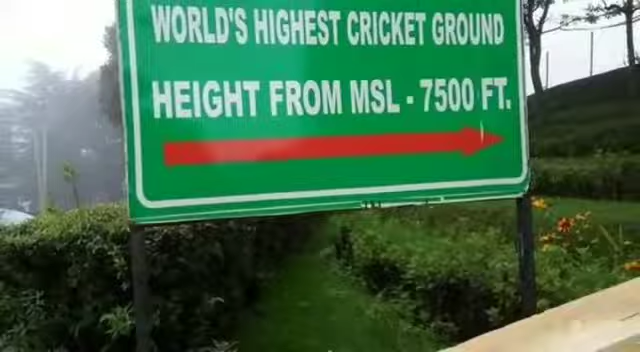 WORLD'S HIGHEST CRICKET GROUND
HEIGHT FROM MSL - 7500 FT.